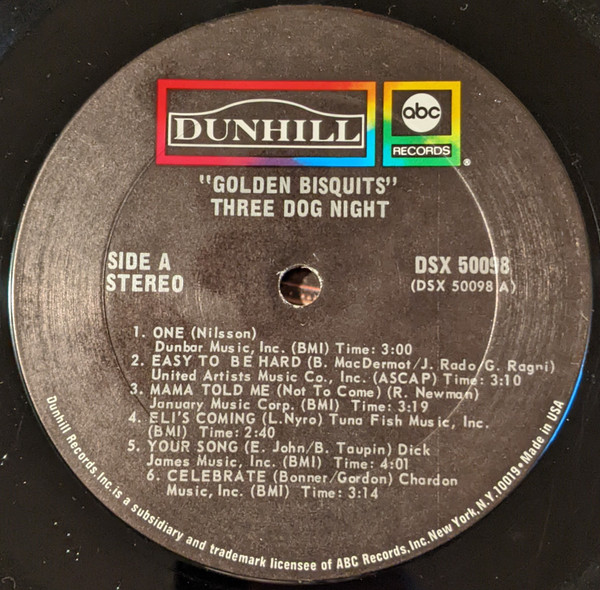 DUNHILL
abc
RECORDS
®
"GOLDEN BISQUITS"
THREE DOG NIGHT
SIDE A
STEREO
DSX 50098
(DSX 50098 A)
1. ONE (Nilsson)
Dunbar Music, Inc. (BMI) Time: 3:00
2. EASY TO BE HARD (B. MacDermot/J. Rado/G. Ragni)
United Artists Music Co., Inc. (ASCAP) Time: 3:10
3. MAMA TOLD ME (Not To Come) (R. Newman)
January Music Corp. (BMI) Time: 3:19
4. ELI'S COMING (L.Nyro) Tuna Fish Music, Inc.
(BMI) Time: 2:40
5. YOUR SONG (E. John/B. Taupin) Dick
James Music, Inc. (BMI) Time: 4:01
6. CELEBRATE (Bonner/Gordon) Chardon
Music, Inc. (BMI) Time: 3:14
Dunhill Records, Inc. is a subsidiary and trademark licensee of ABC Records, Inc. New York, N.Y. 10019 • Made in USA